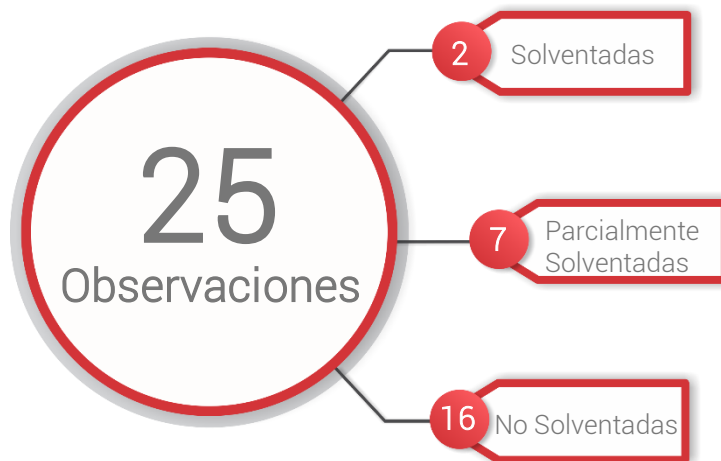 25
Observaciones
2
Solventadas
7
Parcialmente
Solventadas
16
No Solventadas